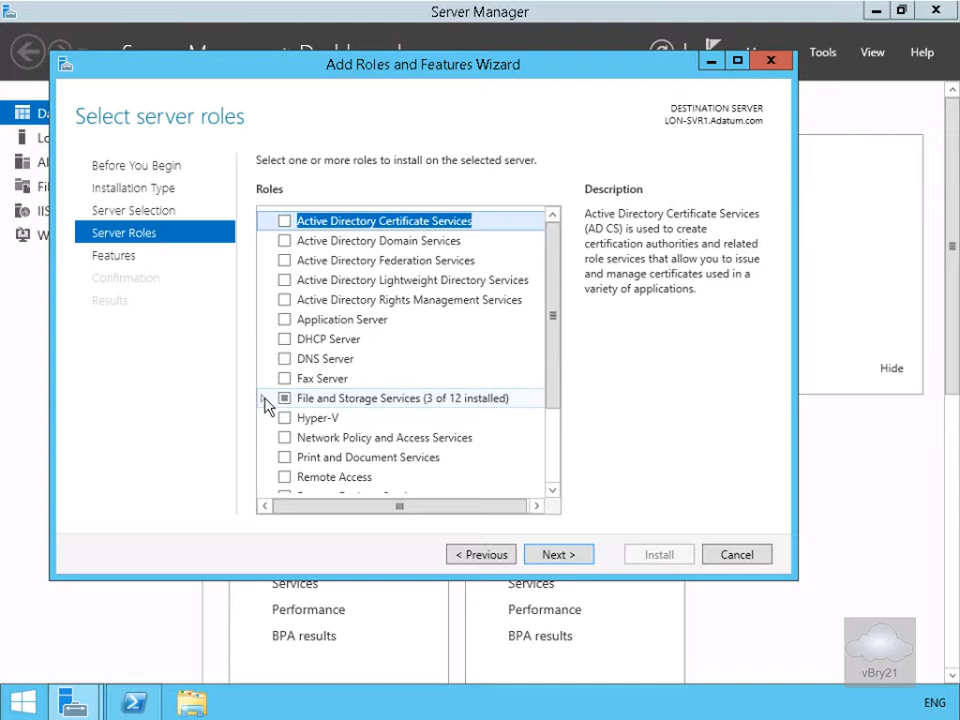 Server Manager
Tools View Help
Add Roles and Features Wizard
Select server roles
DESTINATION SERVER
LON-SVR1.Adatum.com
Before You Begin
Installation Type
Server Selection
Server Roles
Features
Confirmation
Results
Select one or more roles to install on the selected server.
Roles
Active Directory Certificate Services
Active Directory Domain Services
Active Directory Federation Services
Active Directory Lightweight Directory Services
Active Directory Rights Management Services
Application Server
DHCP Server
DNS Server
Fax Server
File and Storage Services (3 of 12 installed)
Hyper-V
Network Policy and Access Services
Print and Document Services
Remote Access
Description
Active Directory Certificate Services
(AD CS) is used to create
certification authorities and related
role services that allow you to issue
and manage certificates used in a
variety of applications.
Hide
< Previous
Next >
Install
Cancel
Services
Performance
BPA results
Services
Performance
BPA results
vBry21
ENG